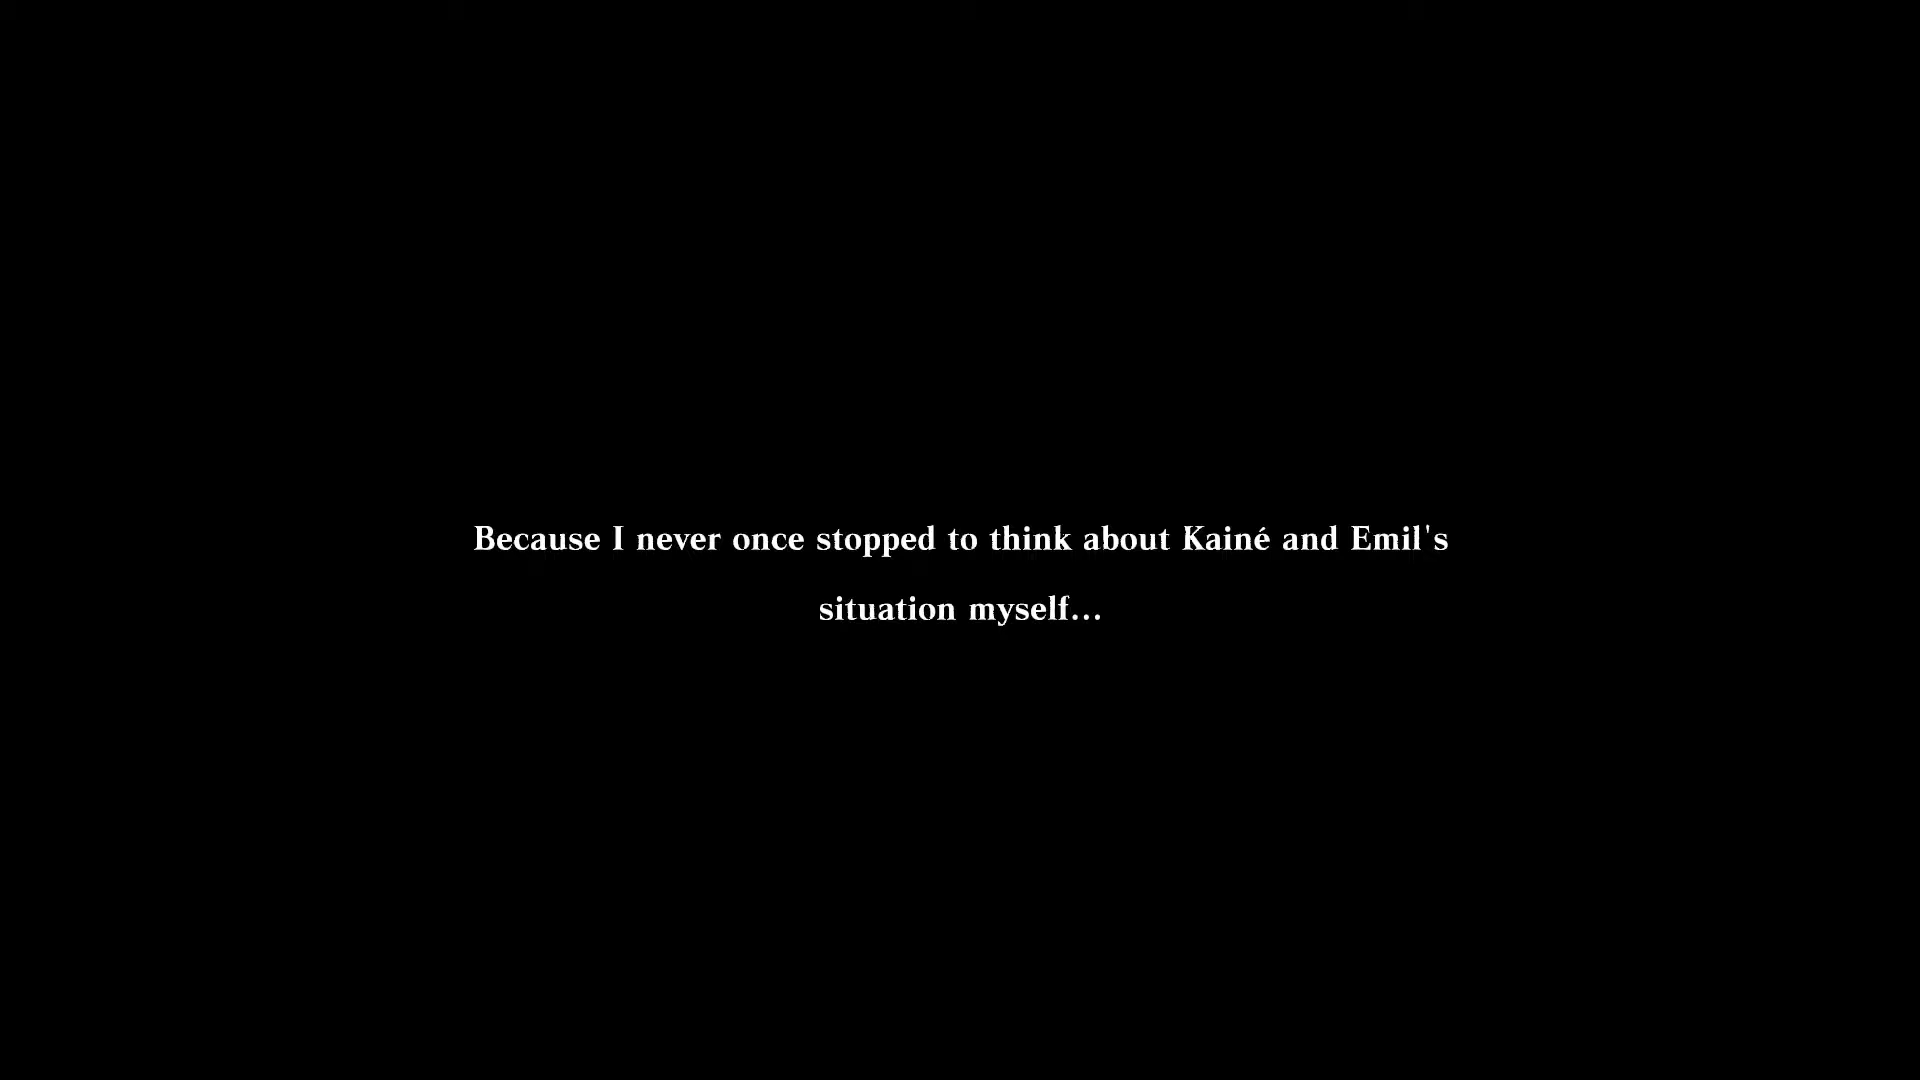 Because I never once stopped to think about Kainé and Emil's
situation myself...